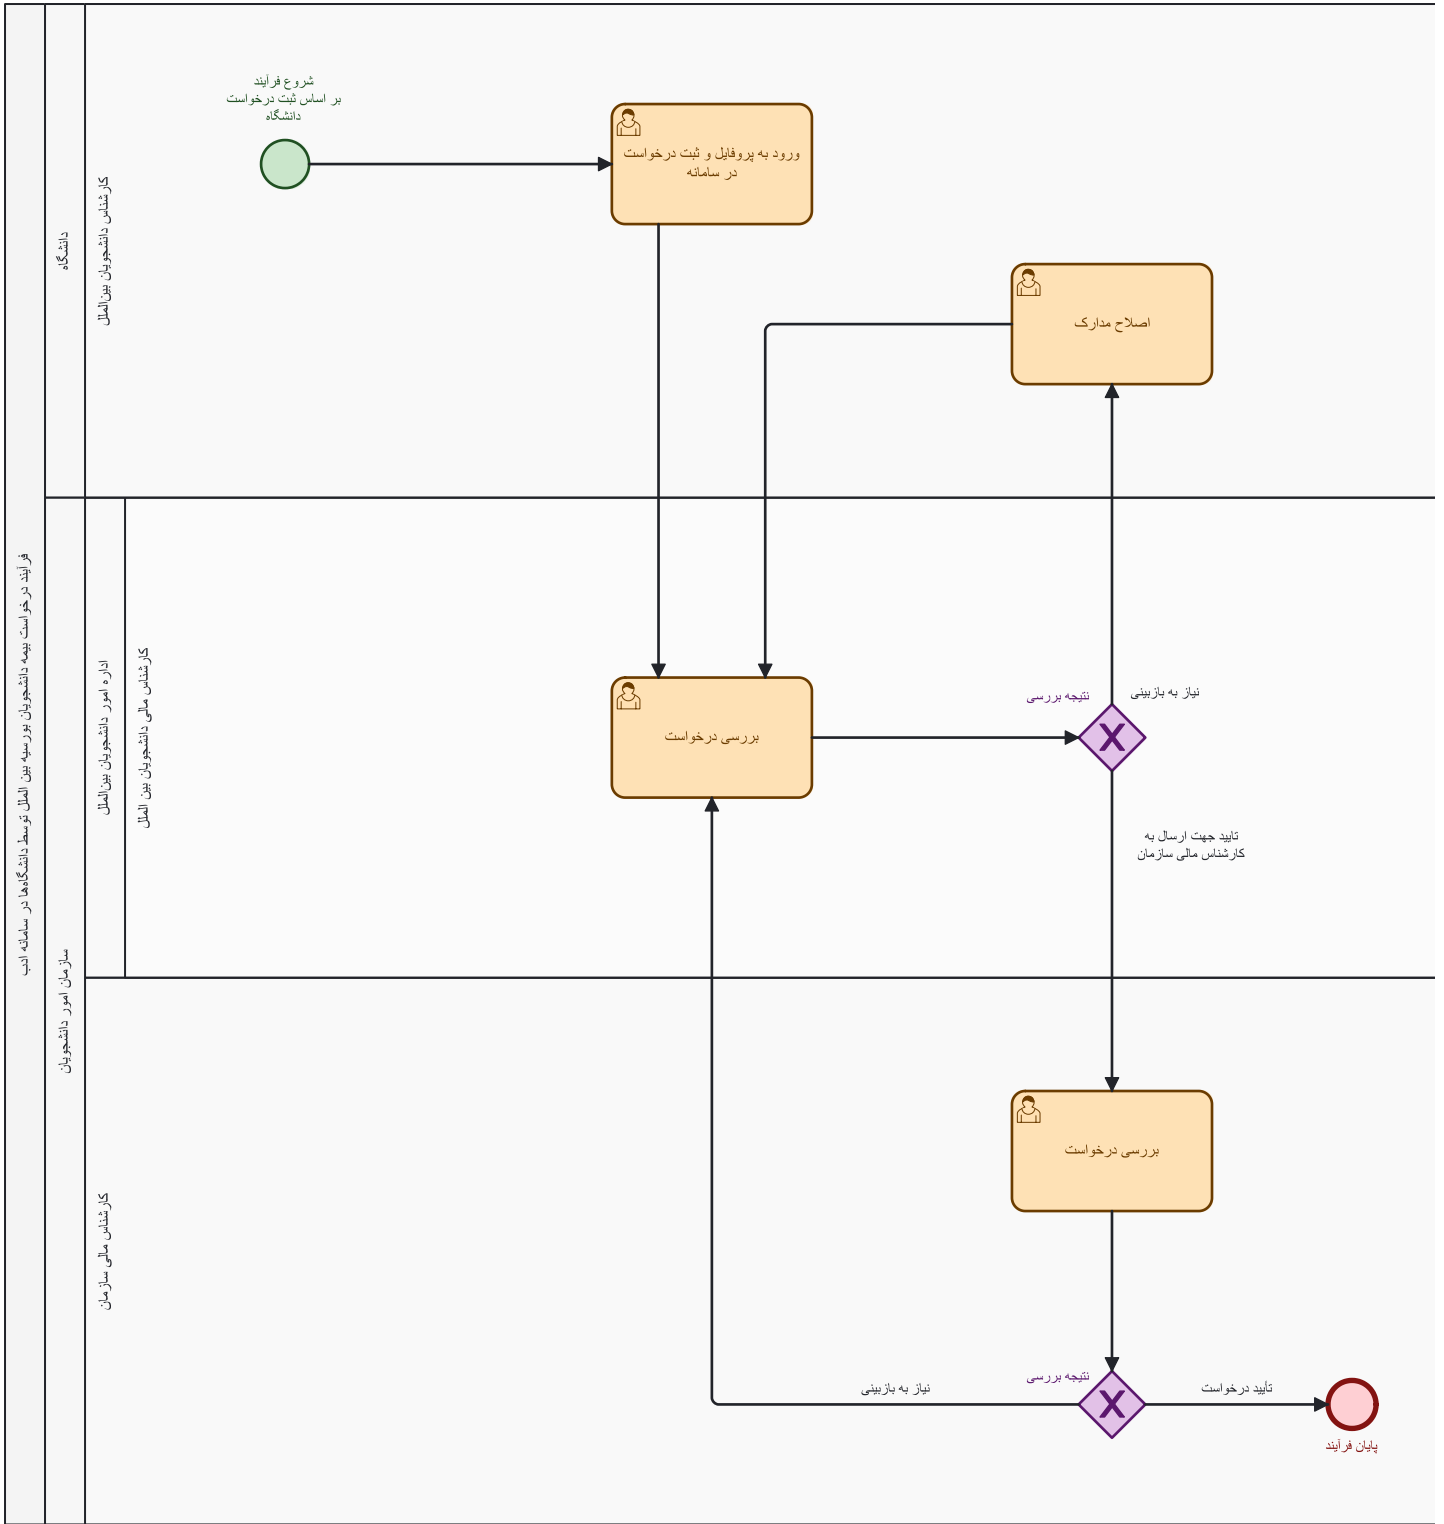 فرآیند درخواست بیمه دانشجویان بورسیه بین الملل توسط دانشگاه‌ها در سامانه ادب
دانشگاه
کارشناس دانشجویان بین‌الملل
شروع فرآیند
بر اساس ثبت درخواست
دانشگاه
ورود به پروفایل و ثبت درخواست
در سامانه
اصلاح مدارک
سازمان امور دانشجویان
اداره امور دانشجویان بین‌الملل
کارشناس مالی دانشجویان بین الملل
بررسی درخواست
نتیجه بررسی
نیاز به بازبینی
تایید جهت ارسال به
کارشناس مالی سازمان
کارشناس مالی سازمان
بررسی درخواست
نتیجه بررسی
نیاز به بازبینی
تأیید درخواست
پایان فرآیند